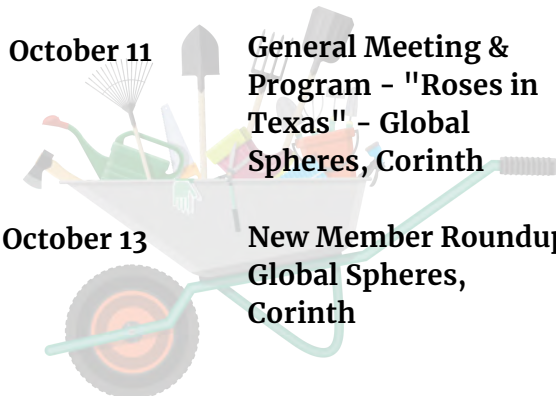 October 11
General Meeting &
Program - "Roses in
Texas" - Global
Spheres, Corinth
October 13
New Member Roundup
Global Spheres,
Corinth